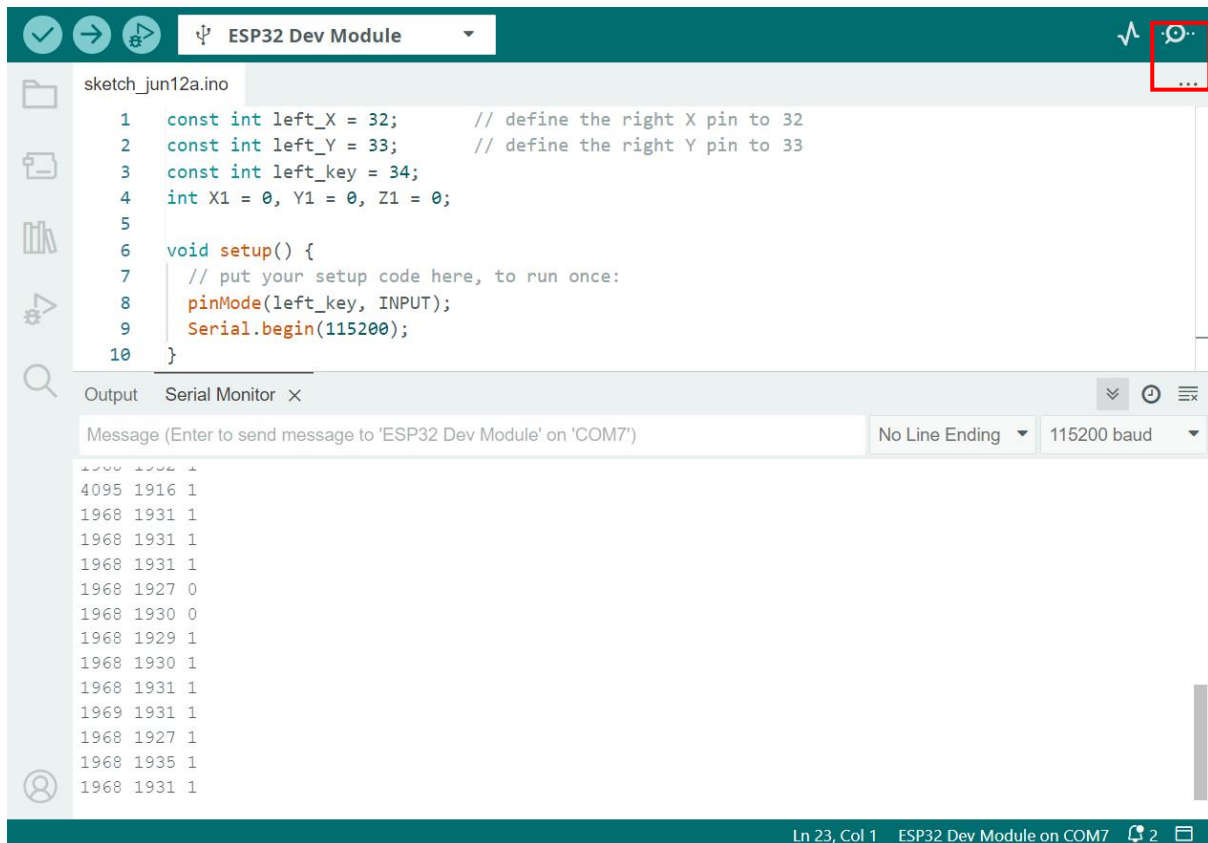 ESP32 Dev Module
sketch_jun12a.ino
...
1 const int left_X = 32; // define the right X pin to 32
2 const int left_Y = 33; // define the right Y pin to 33
3 const int left_key = 34;
4 int X1 = 0, Y1 = 0, Z1 = 0;
5
6 void setup() {
7 // put your setup code here, to run once:
8 pinMode(left_key, INPUT);
9 Serial.begin(115200);
10 }
Output Serial Monitor ×
Message (Enter to send message to 'ESP32 Dev Module' on 'COM7') No Line Ending 115200 baud
4095 1916 1
1968 1931 1
1968 1931 1
1968 1931 1
1968 1927 0
1968 1930 0
1968 1929 1
1968 1930 1
1968 1931 1
1969 1931 1
1968 1927 1
1968 1935 1
1968 1931 1
Ln 23, Col 1 ESP32 Dev Module on COM7 2